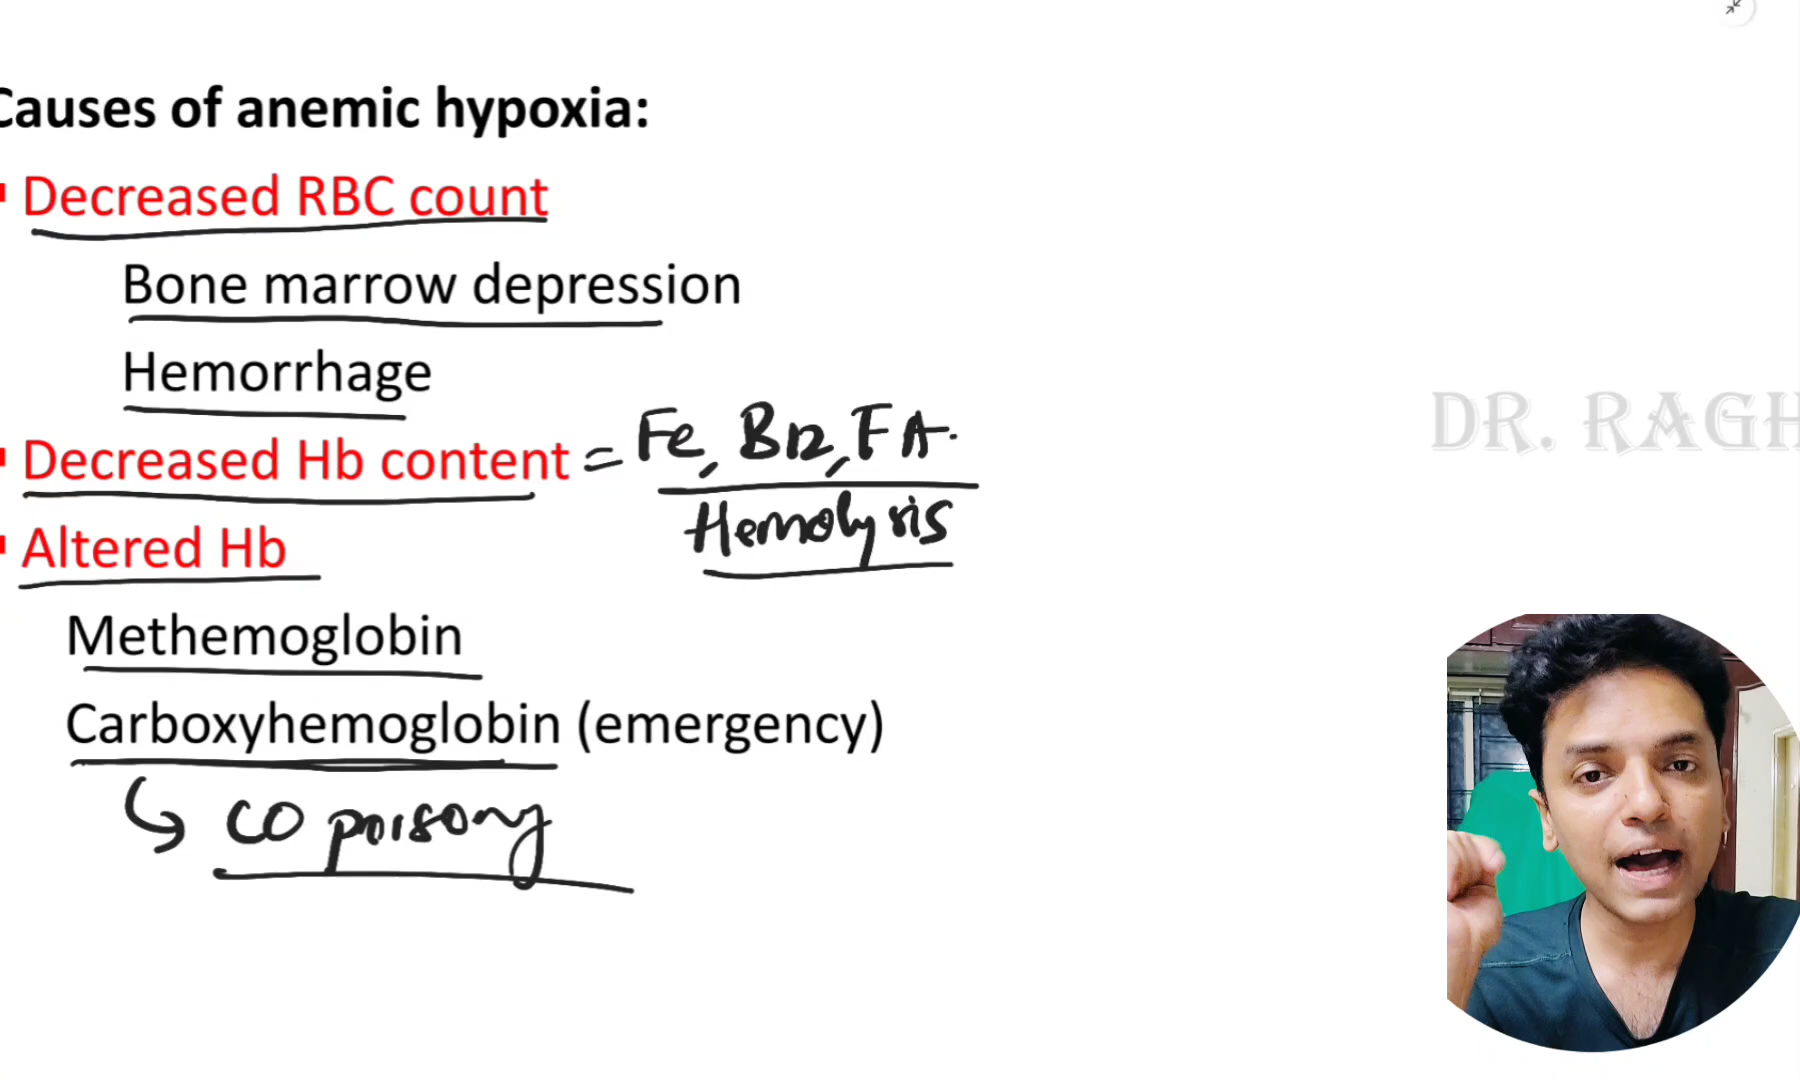 Causes of anemic hypoxia:
Decreased RBC count
Bone marrow depression
Hemorrhage
Decreased Hb content = Fe, B12, FA.
Hemolysis
Altered Hb
Methemoglobin
Carboxyhemoglobin (emergency)
↳ CO poisony
DR. RAGH